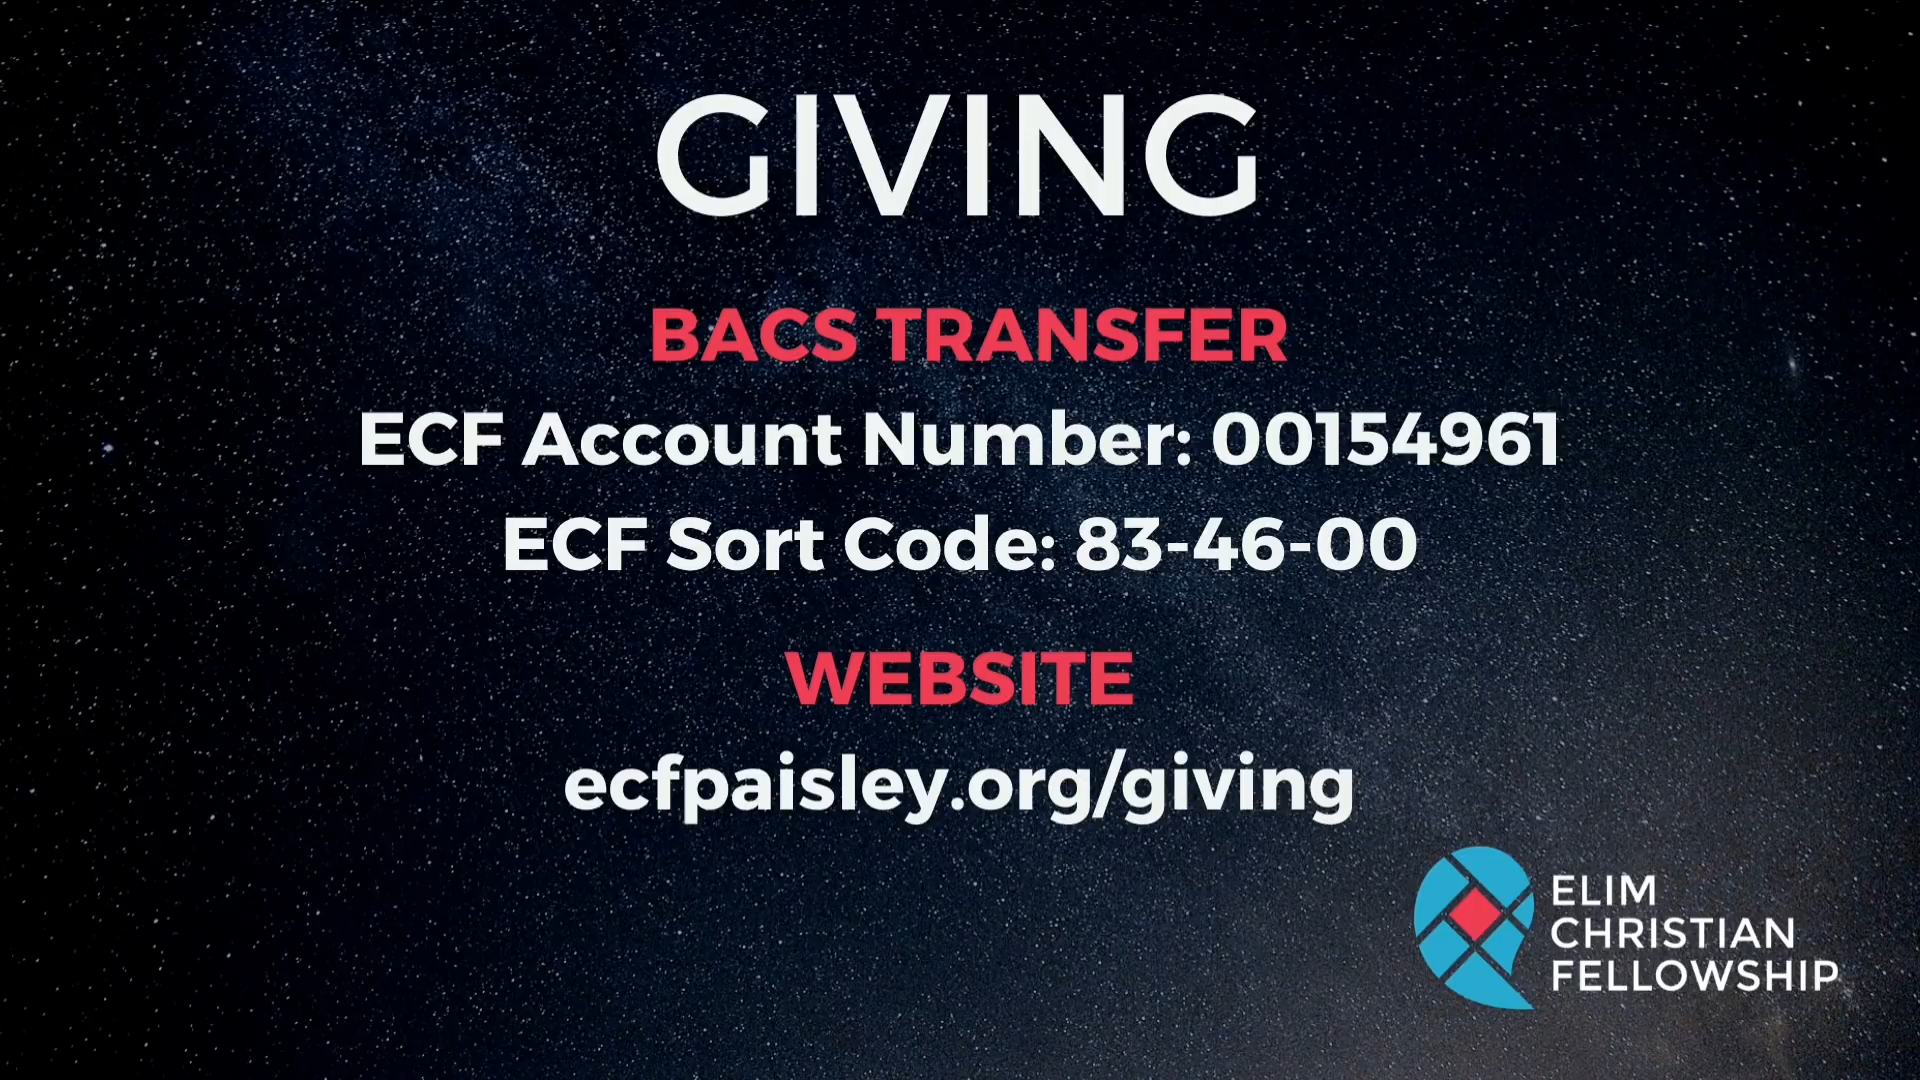 GIVING
BACS TRANSFER
ECF Account Number: 00154961
ECF Sort Code: 83-46-00
WEBSITE
ecfpaisley.org/giving
ELIM
CHRISTIAN
FELLOWSHIP